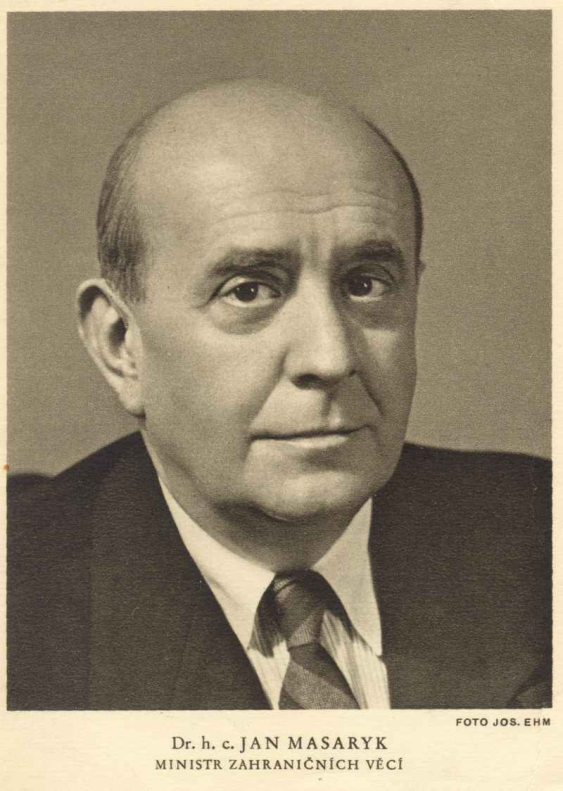 FOTO JOS. EHM
Dr. h. c. JAN MASARYK
MINISTR ZAHRANIČNÍCH VĚCÍ